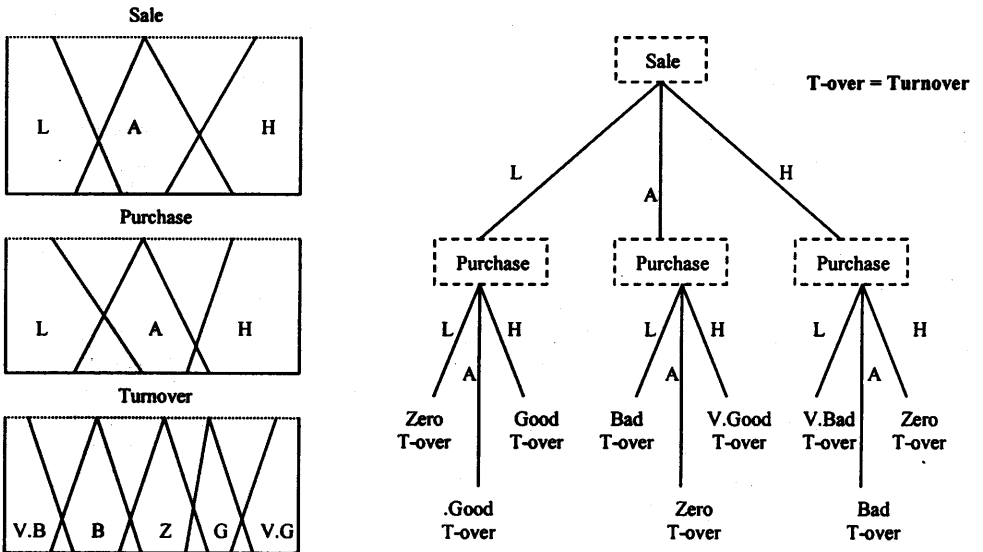 Sale
L A H
Purchase
L A H
Turnover
V.B B Z G V.G
Sale
T-over = Turnover
L A H
Purchase Purchase Purchase
L A H L A H L A H
Zero
T-over
Good
T-over
Bad
T-over
V.Good
T-over
V.Bad
T-over
Zero
T-over
.Good
T-over
Zero
T-over
Bad
T-over